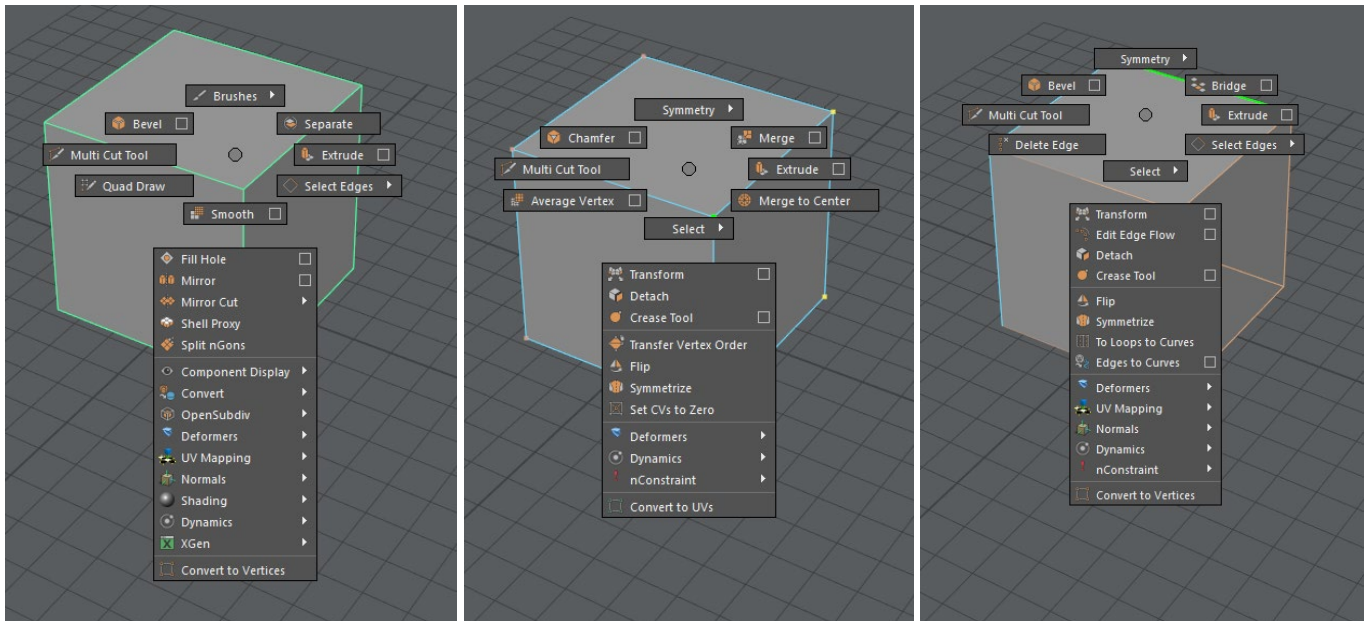 Brushes
Bevel
Separate
Multi Cut Tool
Extrude
Quad Draw
Select Edges
Smooth
Fill Hole
Mirror
Mirror Cut
Shell Proxy
Split nGons
Component Display
Convert
OpenSubdiv
Deformers
UV Mapping
Normals
Shading
Dynamics
XGen
Convert to Vertices
Symmetry
Chamfer
Merge
Multi Cut Tool
Extrude
Average Vertex
Merge to Center
Select
Transform
Detach
Crease Tool
Transfer Vertex Order
Flip
Symmetrize
Set CVs to Zero
Deformers
Dynamics
nConstraint
Convert to UVs
Symmetry
Bevel
Bridge
Multi Cut Tool
Extrude
Delete Edge
Select Edges
Select
Transform
Edit Edge Flow
Detach
Crease Tool
Flip
Symmetrize
To Loops to Curves
Edges to Curves
Deformers
UV Mapping
Normals
Dynamics
nConstraint
Convert to Vertices